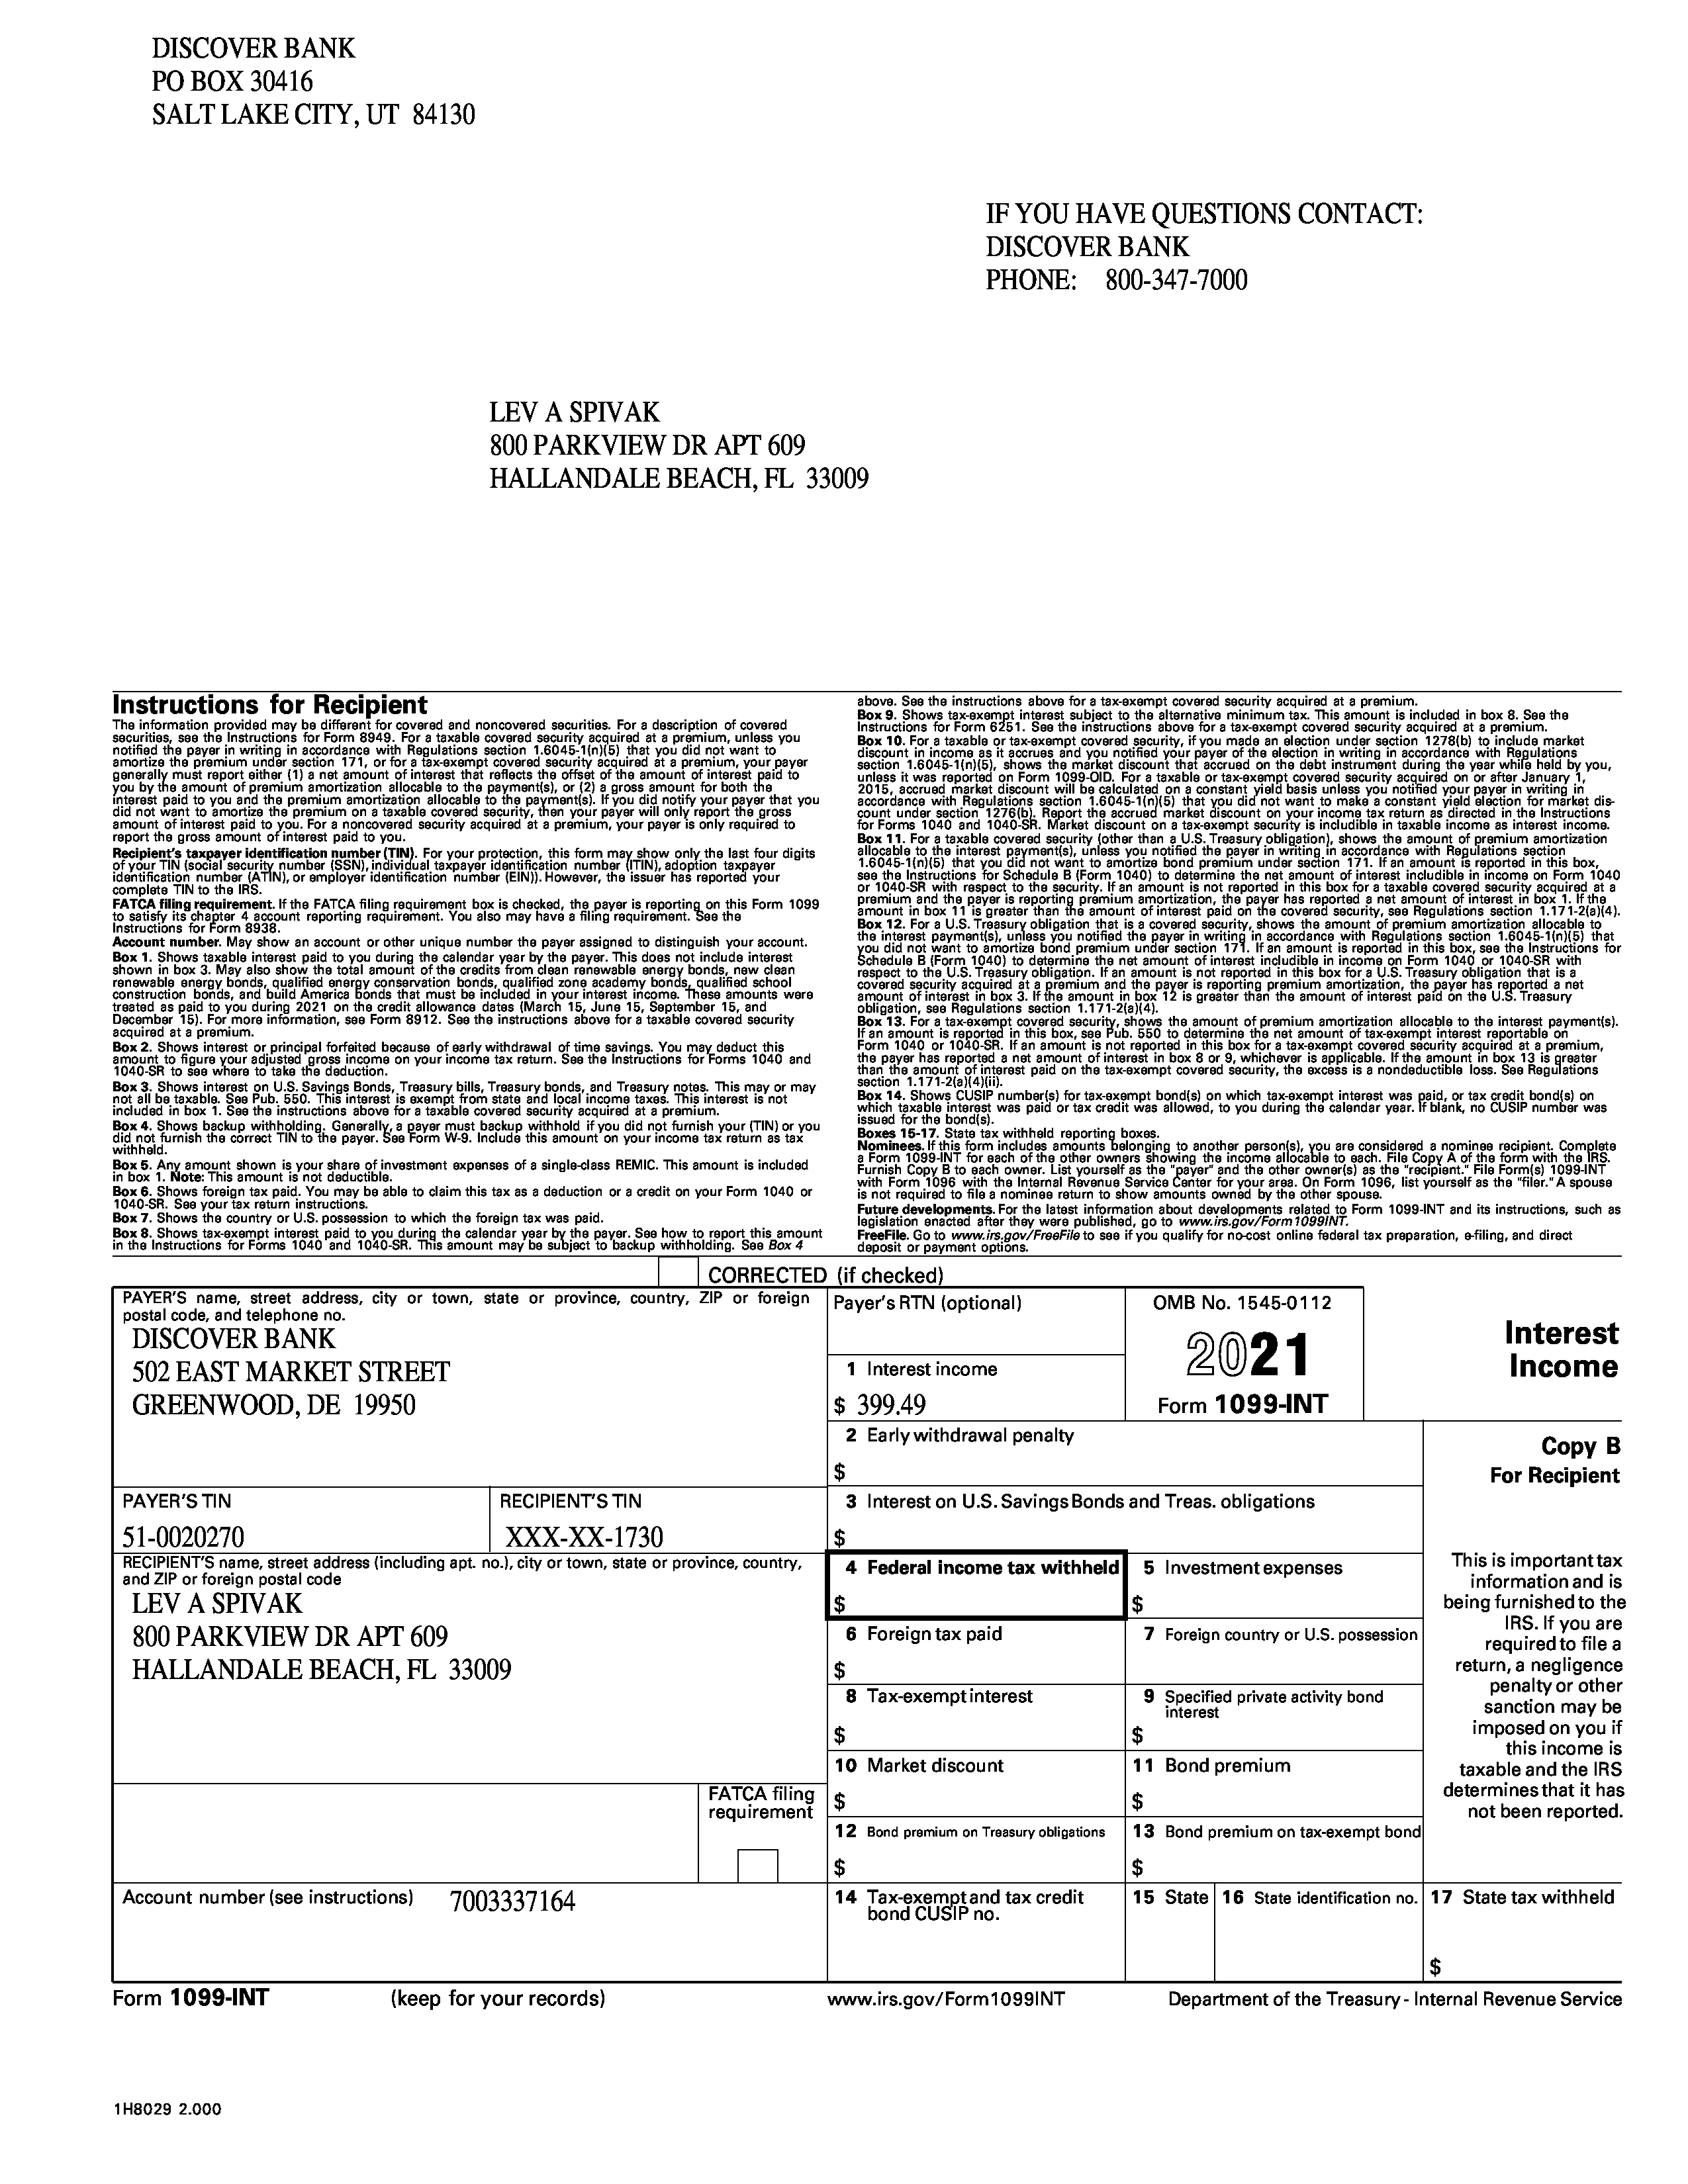 DISCOVER BANK
PO BOX 30416
SALT LAKE CITY, UT 84130
IF YOU HAVE QUESTIONS CONTACT:
DISCOVER BANK
PHONE: 800-347-7000
LEV A SPIVAK
800 PARKVIEW DR APT 609
HALLANDALE BEACH, FL 33009
Instructions for Recipient
The information provided may be different for covered and noncovered securities. For a description of covered
securities, see the Instructions for Form 8949. For a taxable covered security acquired at a premium, unless you
notified the payer in writing in accordance with Regulations section 1.6045-1(n)(5) that you did not want to
amortize the premium under section 171, or for a tax-exempt covered security acquired at a premium, your payer
generally must report either (1) a net amount of interest that reflects the offset of the amount of interest paid to
you by the amount of premium amortization allocable to the payment(s), or (2) a gross amount for both the
interest paid to you and the premium amortization allocable to the payment(s). If you did notify your payer that you
did not want to amortize the premium on a taxable covered security, then your payer will only report the gross
amount of interest paid to you. For a noncovered security acquired at a premium, your payer is only required to
report the gross amount of interest paid to you.
Recipient's taxpayer identification number (TIN). For your protection, this form may show only the last four digits
of your TIN (social security number (SSN), individual taxpayer identification number (ITIN), adoption taxpayer
identification number (ATIN), or employer identification number (EIN)). However, the issuer has reported your
complete TIN to the IRS.
FATCA filing requirement. If the FATCA filing requirement box is checked, the payer is reporting on this Form 1099
to satisfy its chapter 4 account reporting requirement. You also may have a filing requirement. See the
Instructions for Form 8938.
Account number. May show an account or other unique number the payer assigned to distinguish your account.
Box 1. Shows taxable interest paid to you during the calendar year by the payer. This does not include interest
shown in box 3. May also show the total amount of the credits from clean renewable energy bonds, new clean
renewable energy bonds, qualified energy conservation bonds, qualified zone academy bonds, qualified school
construction bonds, and build America bonds that must be included in your interest income. These amounts were
treated as paid to you during 2021 on the credit allowance dates (March 15, June 15, September 15, and
December 15). For more information, see Form 8912. See the instructions above for a taxable covered security
acquired at a premium.
Box 2. Shows interest or principal forfeited because of early withdrawal of time savings. You may deduct this
amount to figure your adjusted gross income on your income tax return. See the Instructions for Forms 1040 and
1040-SR to see where to take the deduction.
Box 3. Shows interest on U.S. Savings Bonds, Treasury bills, Treasury bonds, and Treasury notes. This may or may
not all be taxable. See Pub. 550. This interest is exempt from state and local income taxes. This interest is not
included in box 1. See the instructions above for a taxable covered security acquired at a premium.
Box 4. Shows backup withholding. Generally, a payer must backup withhold if you did not furnish your (TIN) or you
did not furnish the correct TIN to the payer. See Form W-9. Include this amount on your income tax return as tax
withheld.
Box 5. Any amount shown is your share of investment expenses of a single-class REMIC. This amount is included
in box 1. Note: This amount is not deductible.
Box 6. Shows foreign tax paid. You may be able to claim this tax as a deduction or a credit on your Form 1040 or
1040-SR. See your tax return instructions.
Box 7. Shows the country or U.S. possession to which the foreign tax was paid.
Box 8. Shows tax-exempt interest paid to you during the calendar year by the payer. See how to report this amount
in the Instructions for Forms 1040 and 1040-SR. This amount may be subject to backup withholding. See Box 4
above. See the instructions above for a tax-exempt covered security acquired at a premium.
Box 9. Shows tax-exempt interest subject to the alternative minimum tax. This amount is included in box 8. See the
Instructions for Form 6251. See the instructions above for a tax-exempt covered security acquired at a premium.
Box 10. For a taxable or tax-exempt covered security, if you made an election under section 1278(b) to include market
discount in income as it accrues and you notified your payer of the election in writing in accordance with Regulations
section 1.6045-1(n)(5), shows the market discount that accrued on the debt instrument during the year while held by you,
unless it was reported on Form 1099-OID. For a taxable or tax-exempt covered security acquired on or after January 1,
2015, accrued market discount will be calculated on a constant yield basis unless you notified your payer in writing in
accordance with Regulations section 1.6045-1(n)(5) that you did not want to make a constant yield election for market dis-
count under section 1276(b). Report the accrued market discount on your income tax return as directed in the Instructions
for Forms 1040 and 1040-SR. Market discount on a tax-exempt security is includible in taxable income as interest income.
Box 11. For a taxable covered security (other than a U.S. Treasury obligation), shows the amount of premium amortization
allocable to the interest payment(s), unless you notified the payer in writing in accordance with Regulations section
1.6045-1(n)(5) that you did not want to amortize bond premium under section 171. If an amount is reported in this box,
see the Instructions for Schedule B (Form 1040) to determine the net amount of interest includible in income on Form 1040
or 1040-SR with respect to the security. If an amount is not reported in this box for a taxable covered security acquired at a
premium and the payer is reporting premium amortization, the payer has reported a net amount of interest in box 1. If the
amount in box 11 is greater than the amount of interest paid on the covered security, see Regulations section 1.171-2(a)(4).
Box 12. For a U.S. Treasury obligation that is a covered security, shows the amount of premium amortization allocable to
the interest payment(s), unless you notified the payer in writing in accordance with Regulations section 1.6045-1(n)(5) that
you did not want to amortize bond premium under section 171. If an amount is reported in this box, see the Instructions for
Schedule B (Form 1040) to determine the net amount of interest includible in income on Form 1040 or 1040-SR with
respect to the U.S. Treasury obligation. If an amount is not reported in this box for a U.S. Treasury obligation that is a
covered security acquired at a premium and the payer is reporting premium amortization, the payer has reported a net
amount of interest in box 3. If the amount in box 12 is greater than the amount of interest paid on the U.S. Treasury
obligation, see Regulations section 1.171-2(a)(4).
Box 13. For a tax-exempt covered security, shows the amount of premium amortization allocable to the interest payment(s).
If an amount is reported in this box, see Pub. 550 to determine the net amount of tax-exempt interest reportable on
Form 1040 or 1040-SR. If an amount is not reported in this box for a tax-exempt covered security acquired at a premium,
the payer has reported a net amount of interest in box 8 or 9, whichever is applicable. If the amount in box 13 is greater
than the amount of interest paid on the tax-exempt covered security, the excess is a nondeductible loss. See Regulations
section 1.171-2(a)(4)(ii).
Box 14. Shows CUSIP number(s) for tax-exempt bond(s) on which tax-exempt interest was paid, or tax credit bond(s) on
which taxable interest was paid or tax credit was allowed, to you during the calendar year. If blank, no CUSIP number was
issued for the bond(s).
Boxes 15-17. State tax withheld reporting boxes.
Nominees. If this form includes amounts belonging to another person(s), you are considered a nominee recipient. Complete
a Form 1099-INT for each of the other owners showing the income allocable to each. File Copy A of the form with the IRS.
Furnish Copy B to each owner. List yourself as the "payer" and the other owner(s) as the "recipient." File Form(s) 1099-INT
with Form 1096 with the Internal Revenue Service Center for your area. On Form 1096, list yourself as the "filer." A spouse
is not required to file a nominee return to show amounts owned by the other spouse.
Future developments. For the latest information about developments related to Form 1099-INT and its instructions, such as
legislation enacted after they were published, go to www.irs.gov/Form1099INT.
FreeFile. Go to www.irs.gov/FreeFile to see if you qualify for no-cost online federal tax preparation, e-filing, and direct
deposit or payment options.
CORRECTED (if checked)
PAYER'S name, street address, city or town, state or province, country, ZIP or foreign
postal code, and telephone no.
DISCOVER BANK
502 EAST MARKET STREET
GREENWOOD, DE 19950
Payer's RTN (optional)
1 Interest income
$ 399.49
OMB No. 1545-0112
2021
Form 1099-INT
Interest
Income
2 Early withdrawal penalty
$
Copy B
For Recipient
PAYER'S TIN
51-0020270
RECIPIENT'S TIN
XXX-XX-1730
3 Interest on U.S. Savings Bonds and Treas. obligations
$
RECIPIENT'S name, street address (including apt. no.), city or town, state or province, country,
and ZIP or foreign postal code
LEV A SPIVAK
800 PARKVIEW DR APT 609
HALLANDALE BEACH, FL 33009
4 Federal income tax withheld
$
5 Investment expenses
$
6 Foreign tax paid
$
7 Foreign country or U.S. possession
8 Tax-exempt interest
$
9 Specified private activity bond
interest
$
10 Market discount
$
11 Bond premium
$
This is important tax
information and is
being furnished to the
IRS. If you are
required to file a
return, a negligence
penalty or other
sanction may be
imposed on you if
this income is
taxable and the IRS
determines that it has
not been reported.
FATCA filing
requirement
12 Bond premium on Treasury obligations
$
13 Bond premium on tax-exempt bond
$
Account number (see instructions) 7003337164
14 Tax-exempt and tax credit
bond CUSIP no.
15 State
16 State identification no.
17 State tax withheld
$
Form 1099-INT (keep for your records) www.irs.gov/Form1099INT Department of the Treasury - Internal Revenue Service
1H8029 2.000